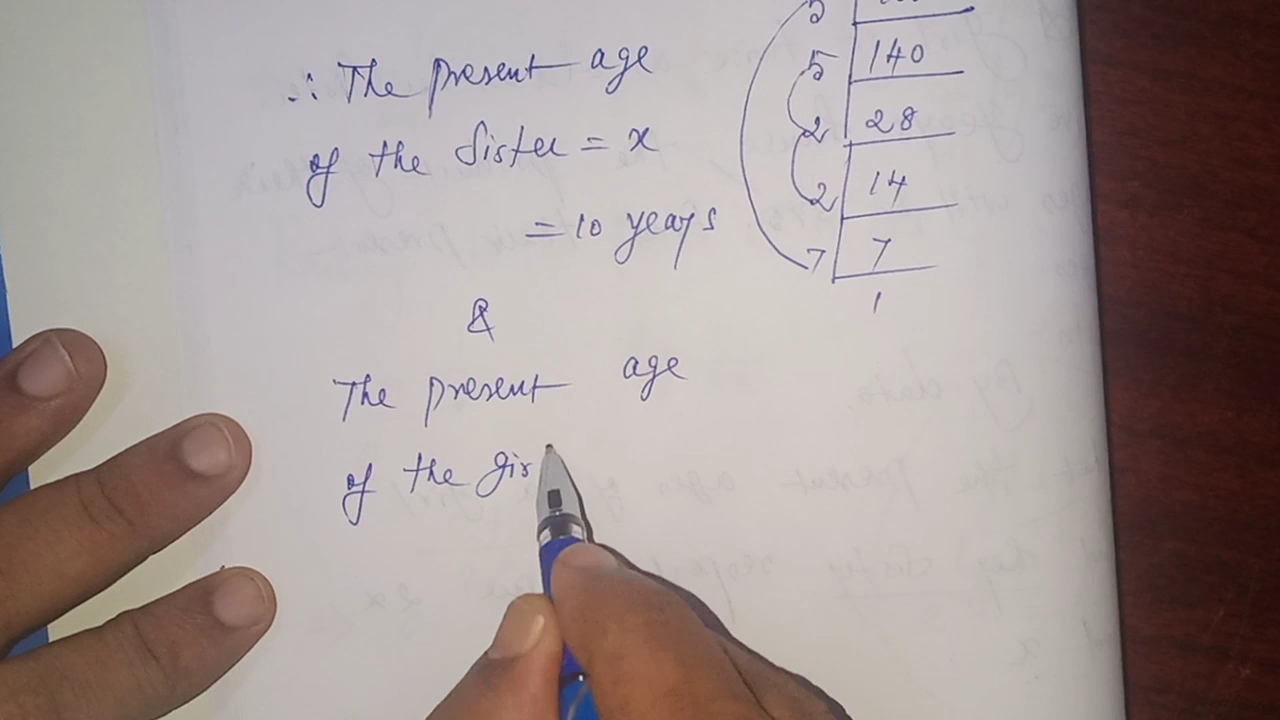 ∴ The present age
of the Sister = x
= 10 years
&
The present age
of the gir
5
5 140
2 28
2 14
7 7
1